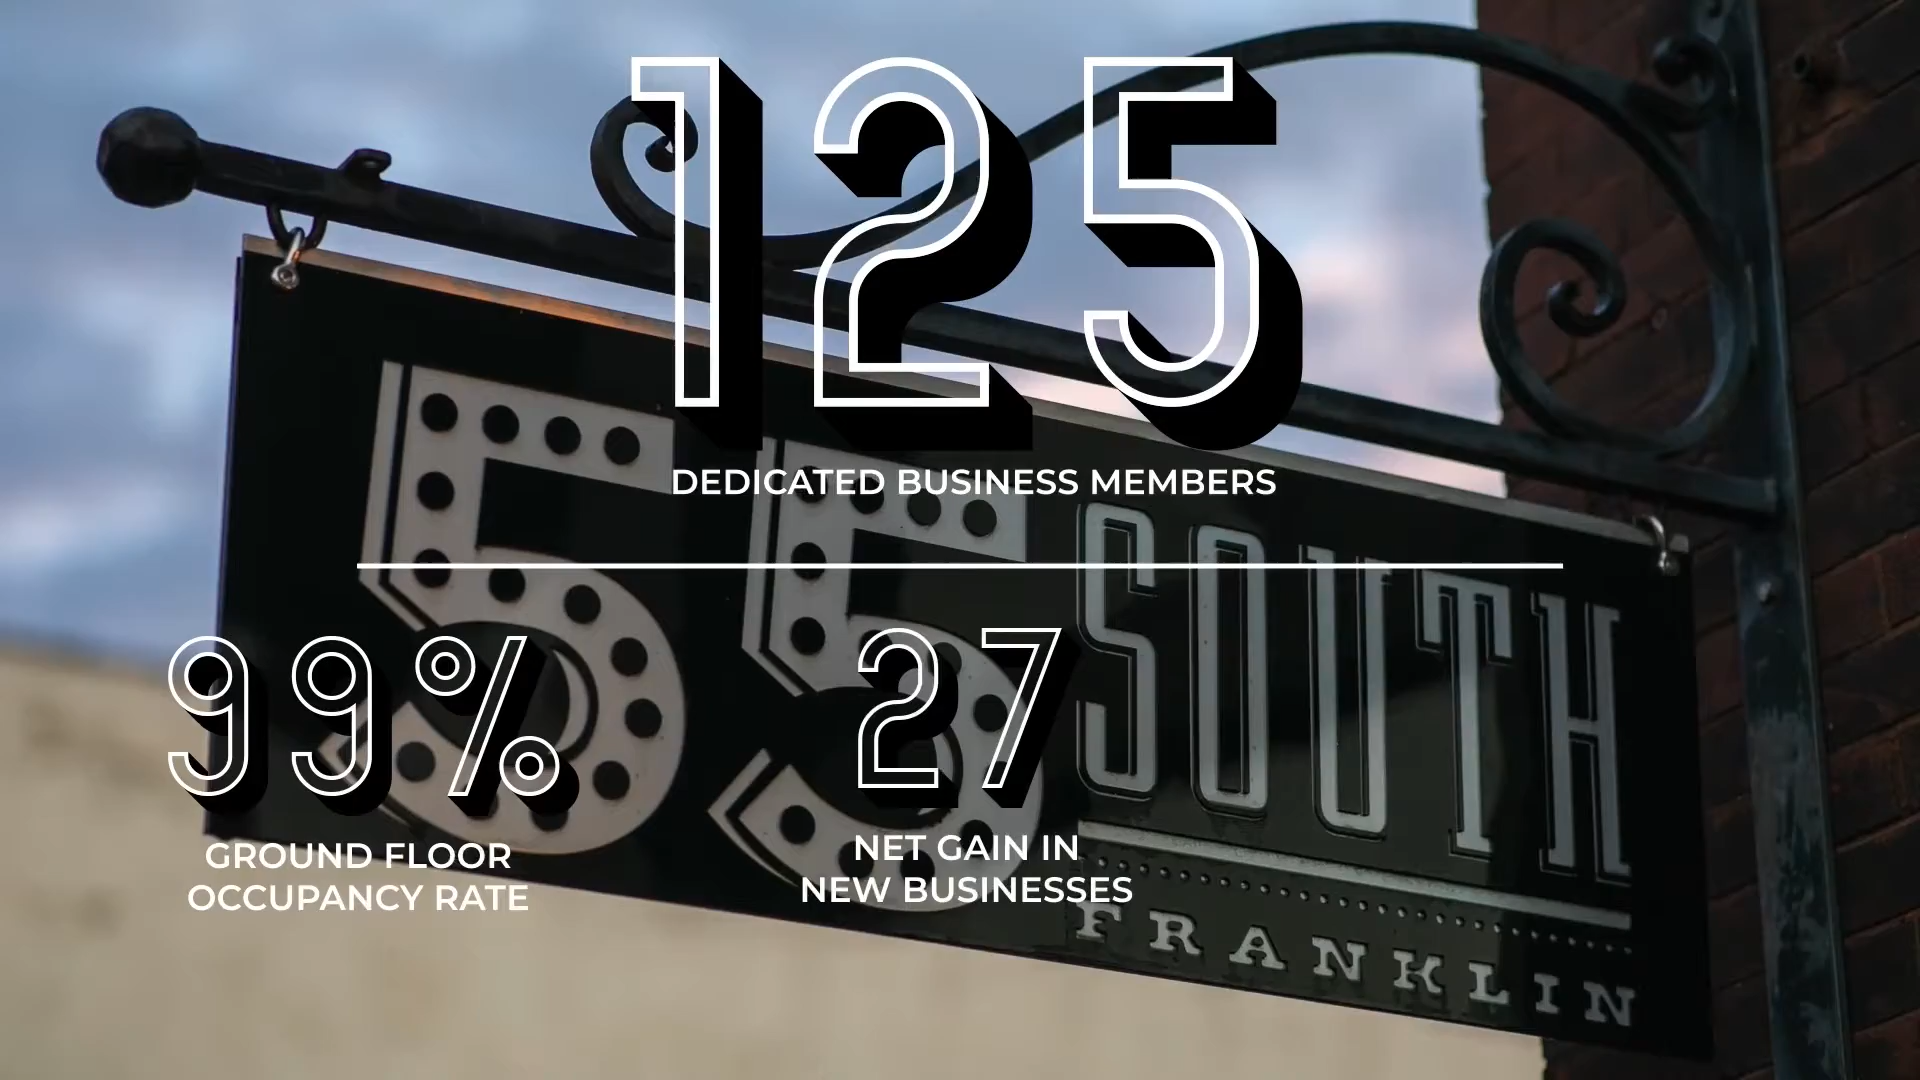 125
DEDICATED BUSINESS MEMBERS
99%
GROUND FLOOR
OCCUPANCY RATE
27
NET GAIN IN
NEW BUSINESSES
55 SOUTH
FRANKLIN